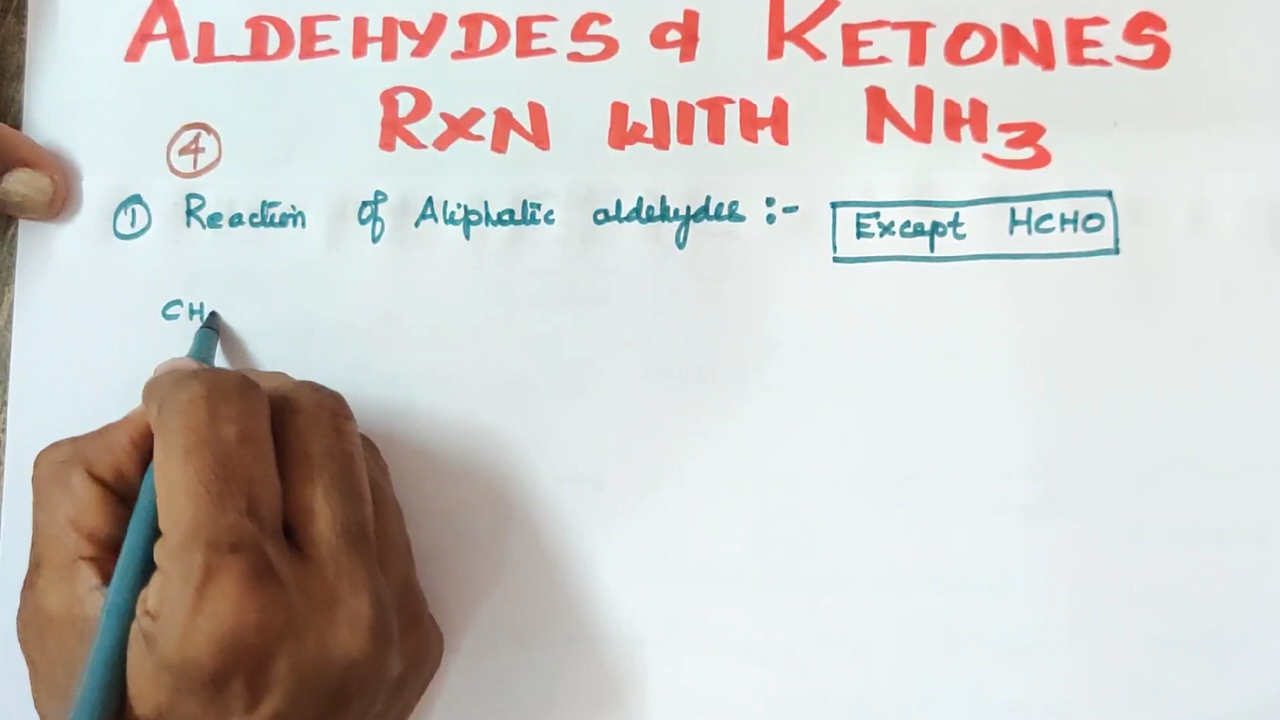 ALDEHYDES & KETONES
RXN WITH NH3
④
① Reaction of Aliphatic aldehydes :- Except HCHO
CH